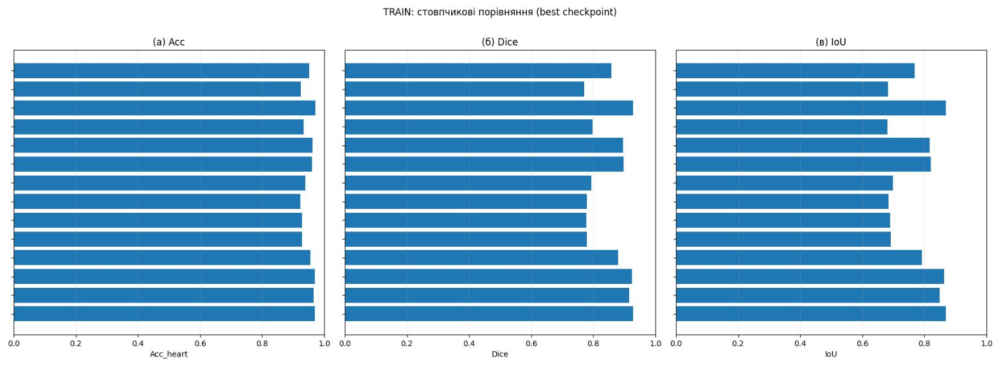 TRAIN: стовпчикові порівняння (best checkpoint)
(а) Acc
(б) Dice
(в) IoU
0.0 0.2 0.4 0.6 0.8 1.0
0.0 0.2 0.4 0.6 0.8 1.0
0.0 0.2 0.4 0.6 0.8 1.0
Acc_heart
Dice
IoU